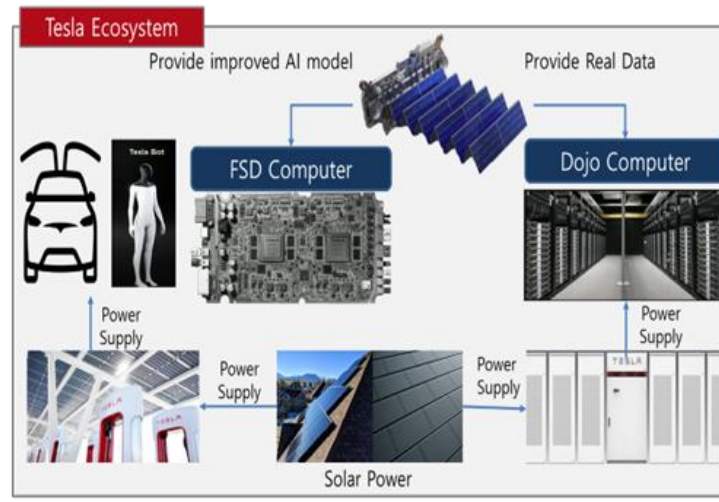 Tesla Ecosystem
Provide improved AI model
Provide Real Data
Tesla Bot
FSD Computer
Dojo Computer
Power
Supply
Power
Supply
Power
Supply
Power
Supply
TESLA
TESLA
Solar Power